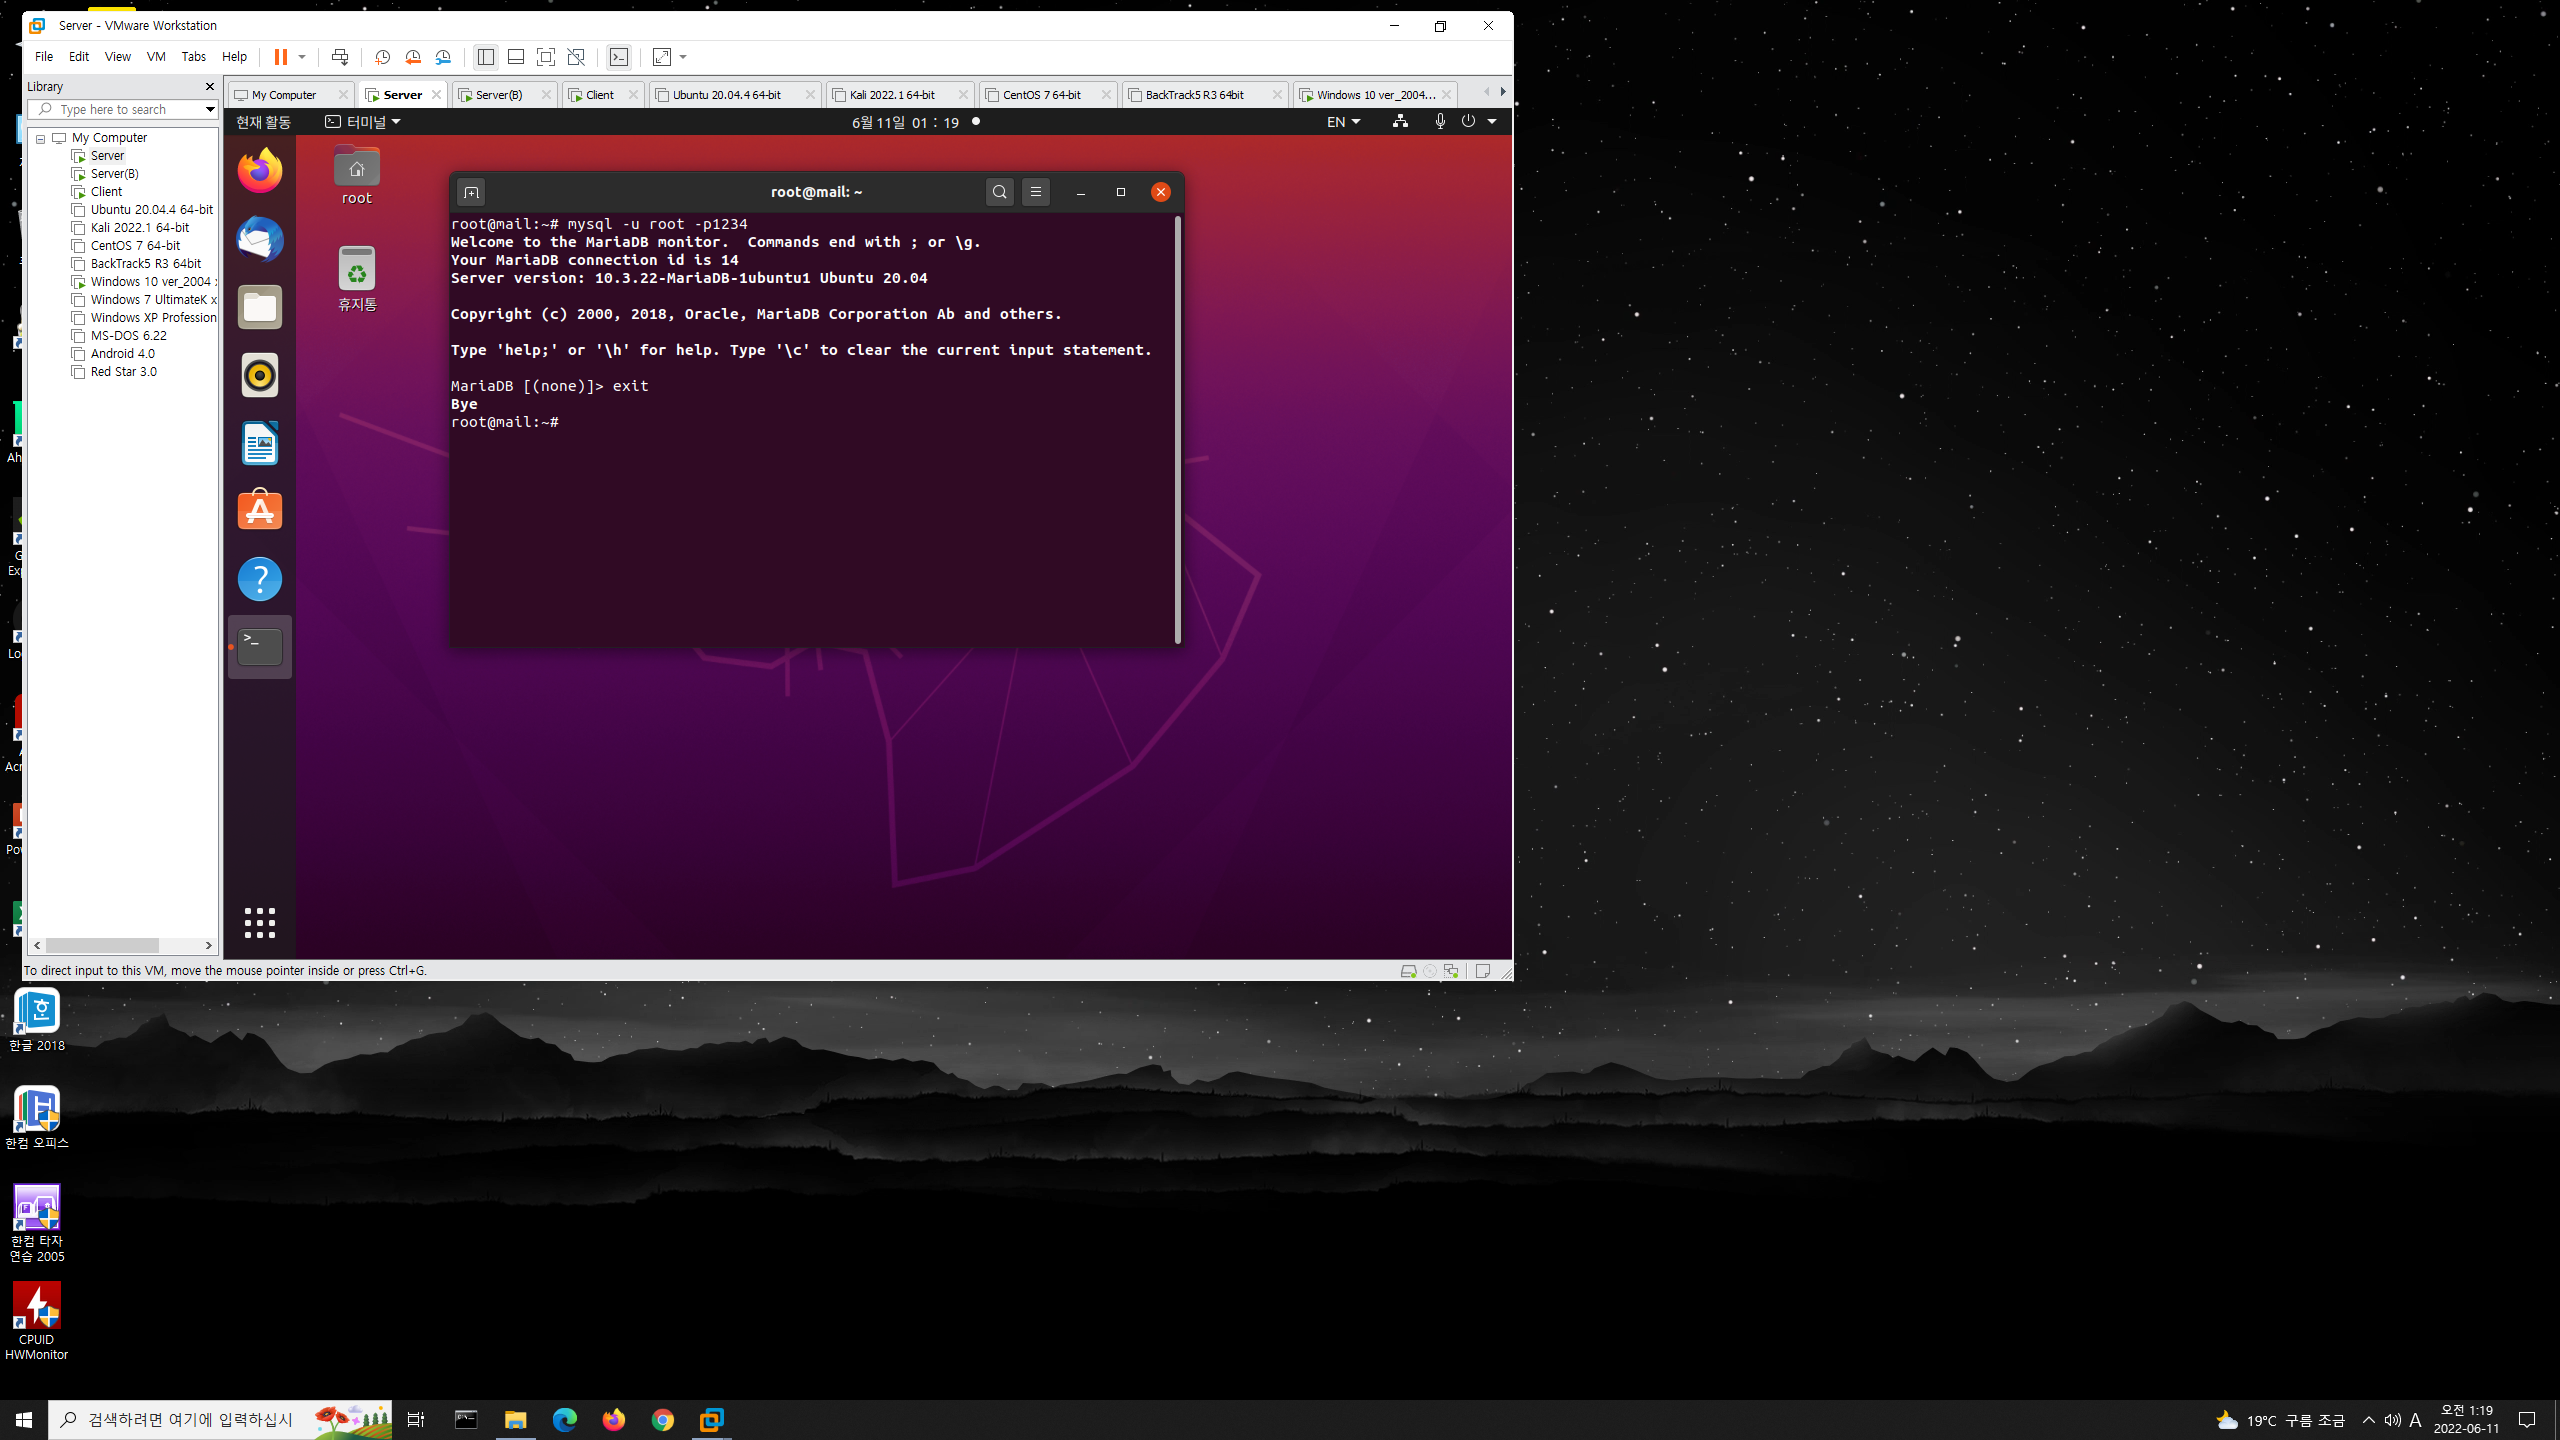 Server - VMware Workstation
File Edit View VM Tabs Help
Library
Type here to search
My Computer
Server
Server(B)
Client
Ubuntu 20.04.4 64-bit
Kali 2022.1 64-bit
CentOS 7 64-bit
BackTrack5 R3 64bit
Windows 10 ver_2004
Windows 7 UltimateK x
Windows XP Profession
MS-DOS 6.22
Android 4.0
Red Star 3.0
My Computer Server Server(B) Client Ubuntu 20.04.4 64-bit Kali 2022.1 64-bit CentOS 7 64-bit BackTrack5 R3 64bit Windows 10 ver_2004...
현재 활동 터미널 6월 11일 01 : 19 EN
root
휴지통
root@mail: ~
root@mail:~# mysql -u root -p1234
Welcome to the MariaDB monitor.  Commands end with ; or \g.
Your MariaDB connection id is 14
Server version: 10.3.22-MariaDB-1ubuntu1 Ubuntu 20.04
Copyright (c) 2000, 2018, Oracle, MariaDB Corporation Ab and others.
Type 'help;' or '\h' for help. Type '\c' to clear the current input statement.
MariaDB [(none)]> exit
Bye
root@mail:~#
To direct input to this VM, move the mouse pointer inside or press Ctrl+G.
한글 2018
한컴 오피스
한컴 타자
연습 2005
CPUID
HWMonitor
검색하려면 여기에 입력하십시
19°C 구름 조금
A
오전 1:19
2022-06-11